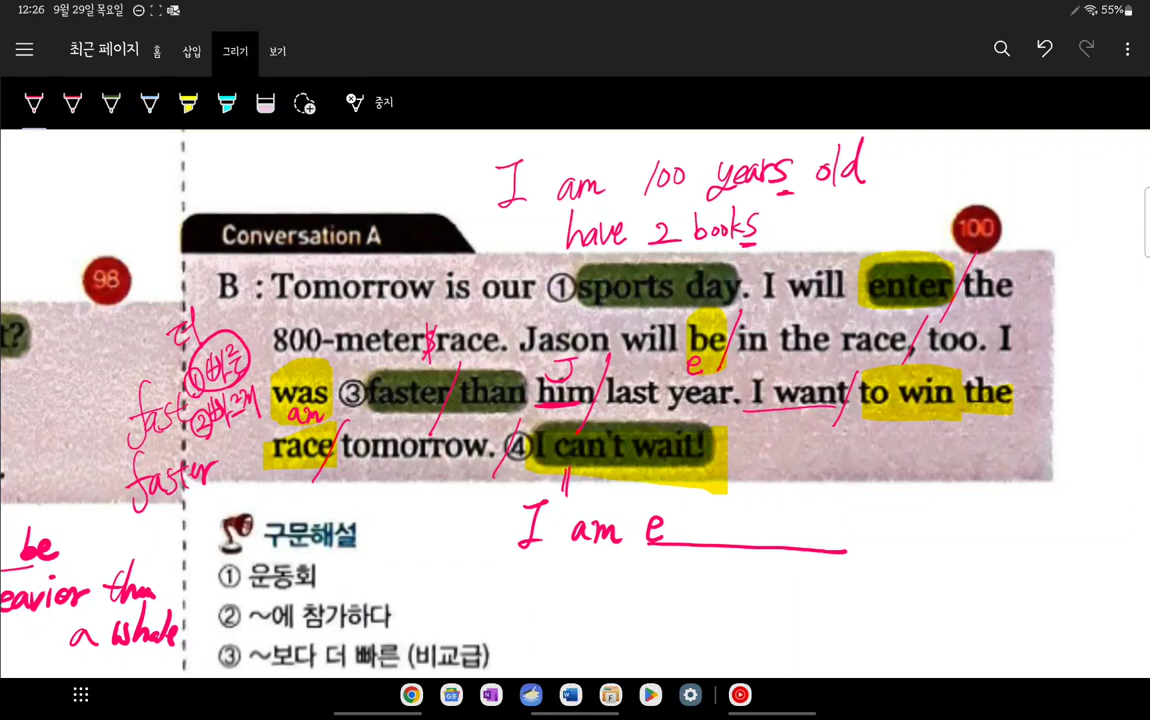 12:26 9월 29일 목요일 55%
최근 페이지 홈 삽입 그리기 보기
중지
I am 100 years old
have 2 books
Conversation A
100
98
B : Tomorrow is our ①sports day. I will enter the
t?
800-meter race. Jason will be in the race, too. I
더
①빠른
e
J
was ③faster than him last year. I want to win the
fast ②빠르게
am
race tomorrow. ④I can't wait!
faster
I am e
be
구문해설
eavier than
① 운동회
a whale
② ~에 참가하다
③ ~보다 더 빠른 (비교급)